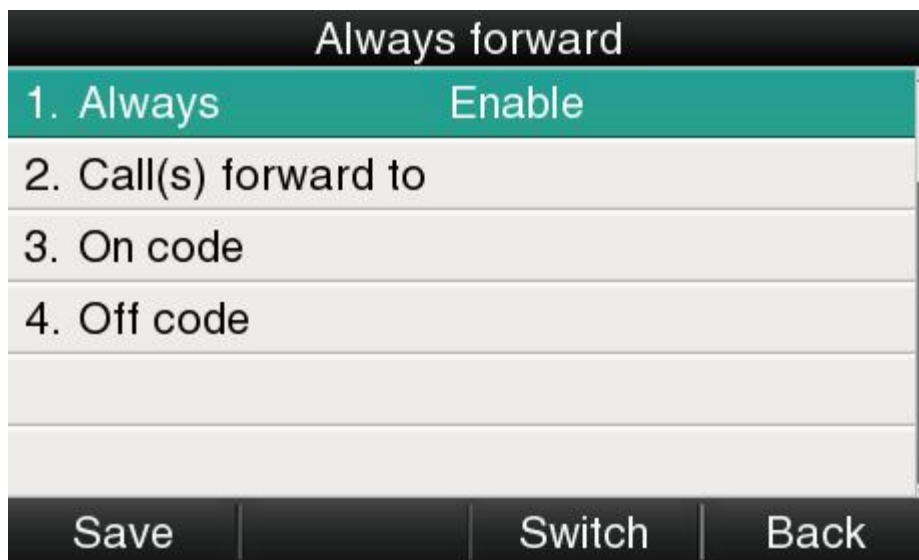 Always forward
1. Always Enable
2. Call(s) forward to
3. On code
4. Off code
Save Switch Back